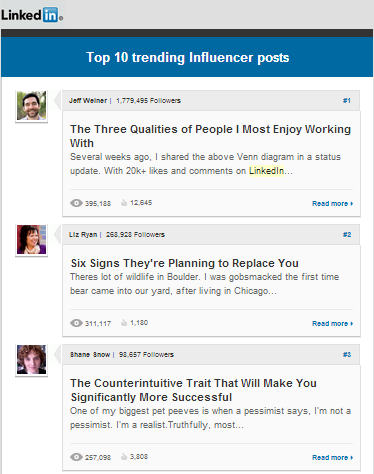 LinkedIn
Top 10 trending Influencer posts
Jeff Weiner | 1,779,495 Followers #1
The Three Qualities of People I Most Enjoy Working
With
Several weeks ago, I shared the above Venn diagram in a status
update. With 20k+ likes and comments on LinkedIn...
395,188 12,645 Read more
Liz Ryan | 268,928 Followers #2
Six Signs They're Planning to Replace You
Theres lot of wildlife in Boulder. I was gobsmacked the first time
bear came into our yard, after living in Chicago...
311,117 1,180 Read more
Shane Snow | 98,657 Followers #3
The Counterintuitive Trait That Will Make You
Significantly More Successful
One of my biggest pet peeves is when a pessimist says, I'm not a
pessimist. I'm a realist.Truthfully, most...
257,098 3,808 Read more